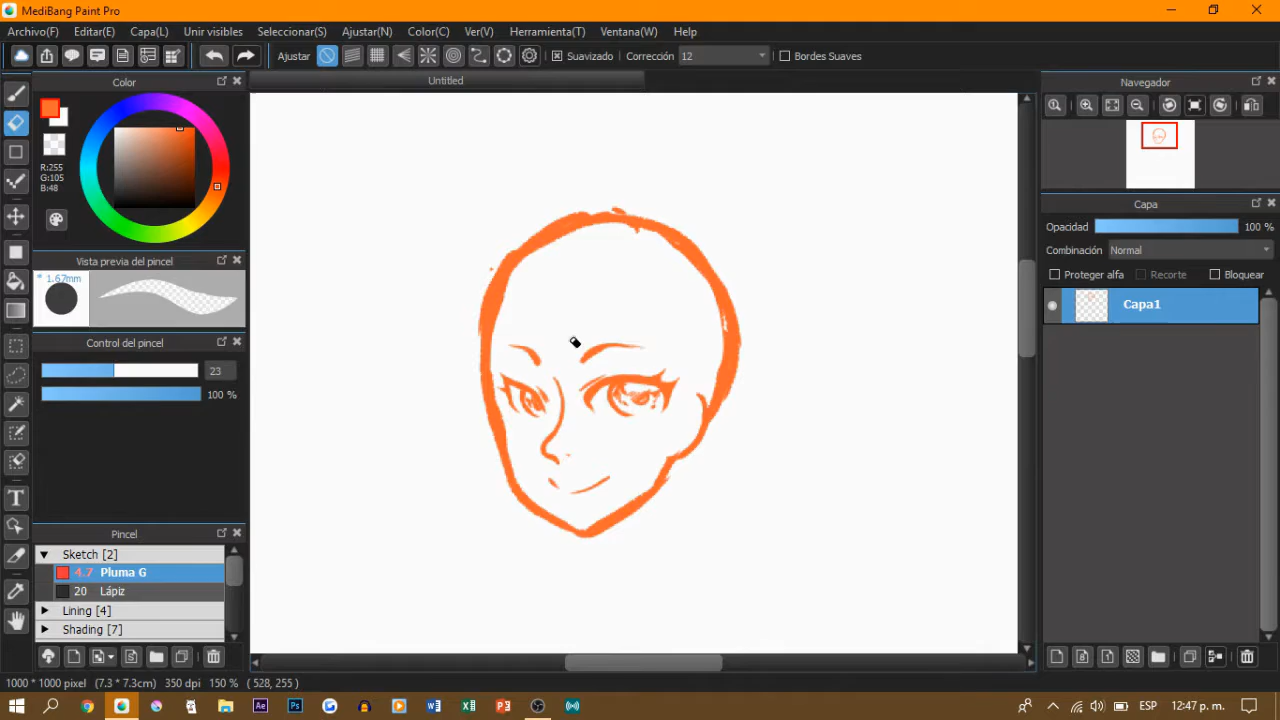 MediBang Paint Pro
Archivo(F) Editar(E) Capa(L) Unir visibles Seleccionar(S) Ajustar(N) Color(C) Ver(V) Herramienta(T) Ventana(W) Help
Ajustar Suavizado Corrección 12 Bordes Suaves
Color
Untitled
Navegador
R:255
G:105
B:48
Capa
Opacidad 100 %
Combinación Normal
Vista previa del pincel
* 1.67mm
Proteger alfa Recorte Bloquear
Capa1
Control del pincel
23
100 %
Pincel
Sketch [2]
4.7 Pluma G
20 Lápiz
Lining [4]
Shading [7]
1000 * 1000 pixel (7.3 * 7.3cm) 350 dpi 150 % ( 528, 255 )
ESP 12:47 p. m.